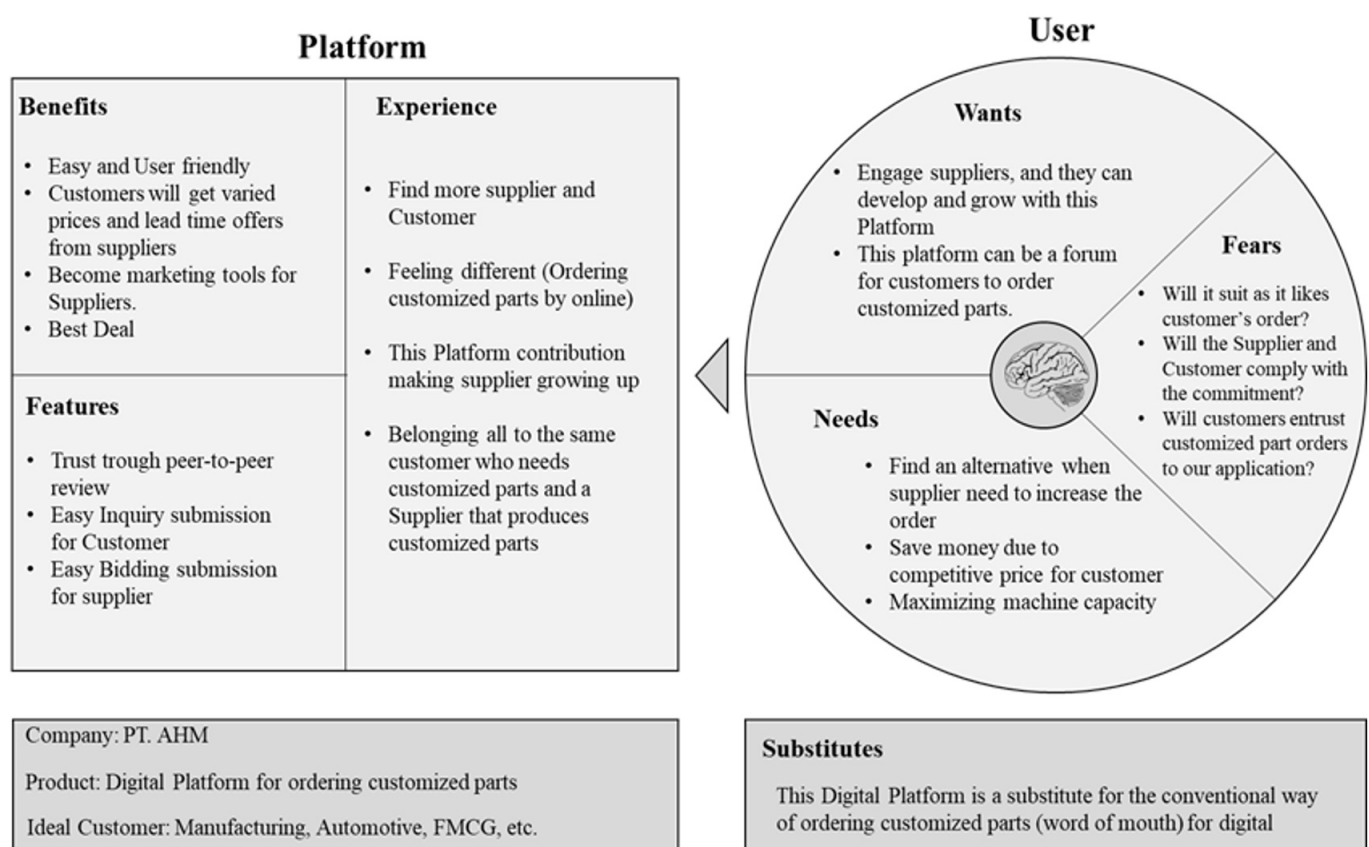 Platform
Benefits
• Easy and User friendly
• Customers will get varied
prices and lead time offers
from suppliers
• Become marketing tools for
Suppliers.
• Best Deal
Features
• Trust trough peer-to-peer
review
• Easy Inquiry submission
for Customer
• Easy Bidding submission
for supplier
Experience
• Find more supplier and
Customer
• Feeling different (Ordering
customized parts by online)
• This Platform contribution
making supplier growing up
• Belonging all to the same
customer who needs
customized parts and a
Supplier that produces
customized parts
User
Wants
• Engage suppliers, and they can
develop and grow with this
Platform
• This platform can be a forum
for customers to order
customized parts.
Fears
• Will it suit as it likes
customer’s order?
• Will the Supplier and
Customer comply with
the commitment?
• Will customers entrust
customized part orders
to our application?
Needs
• Find an alternative when
supplier need to increase the
order
• Save money due to
competitive price for customer
• Maximizing machine capacity
Company: PT. AHM
Product: Digital Platform for ordering customized parts
Ideal Customer: Manufacturing, Automotive, FMCG, etc.
Substitutes
This Digital Platform is a substitute for the conventional way
of ordering customized parts (word of mouth) for digital